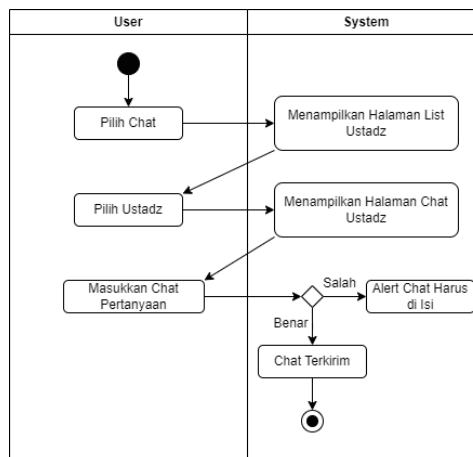 User
System
Pilih Chat
Menampilkan Halaman List
Ustadz
Pilih Ustadz
Menampilkan Halaman Chat
Ustadz
Masukkan Chat
Pertanyaan
Salah
Alert Chat Harus
di Isi
Benar
Chat Terkirim